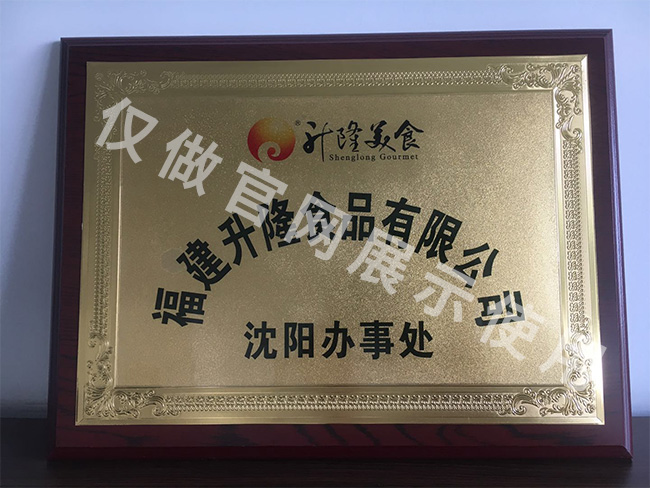 ®
升隆美食
Shenglong Gourmet
福建升隆食品有限公司
沈阳办事处
仅做官网展示使用